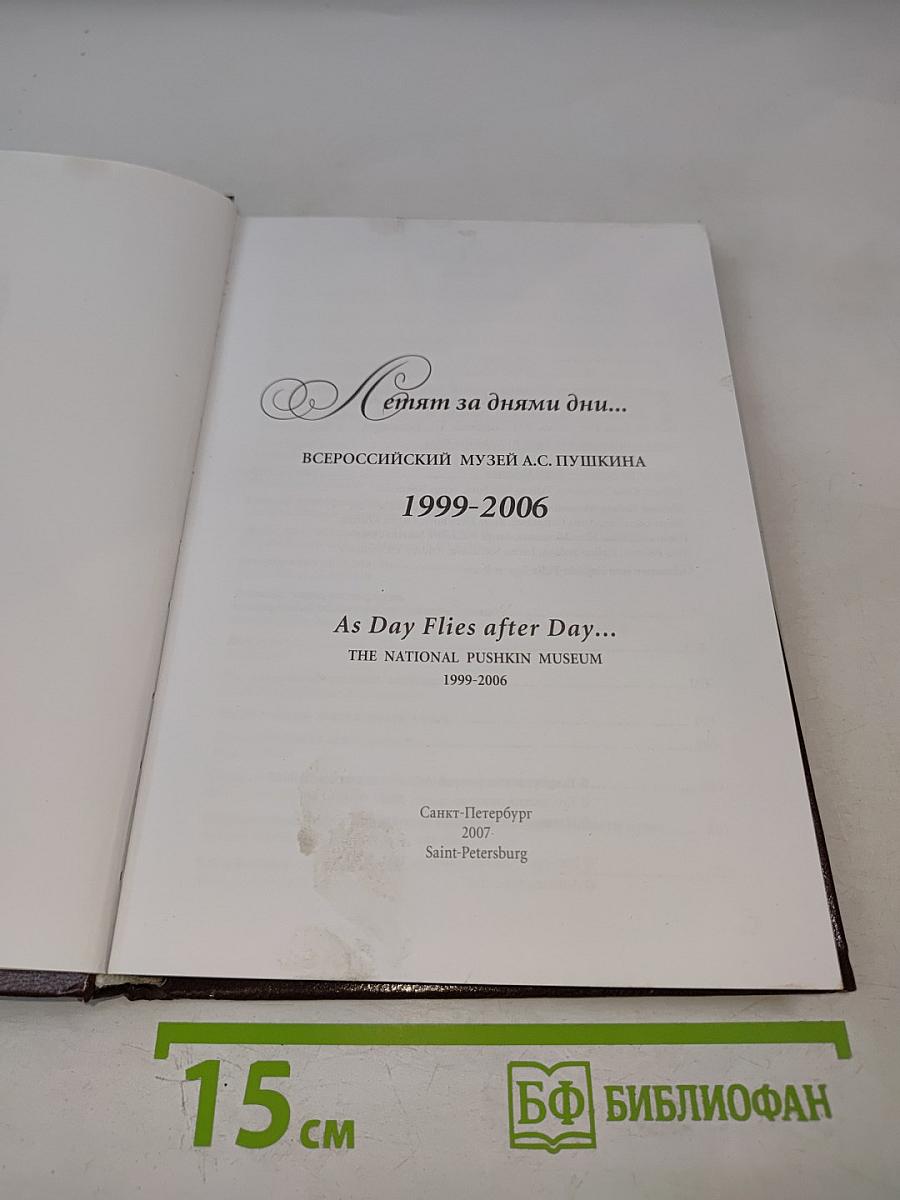 Летят за днями дни...
ВСЕРОССИЙСКИЙ МУЗЕЙ А.С. ПУШКИНА
1999-2006
As Day Flies after Day...
THE NATIONAL PUSHKIN MUSEUM
1999-2006
Санкт-Петербург
2007
Saint-Petersburg
15 см
БФ БИБЛИОФАН